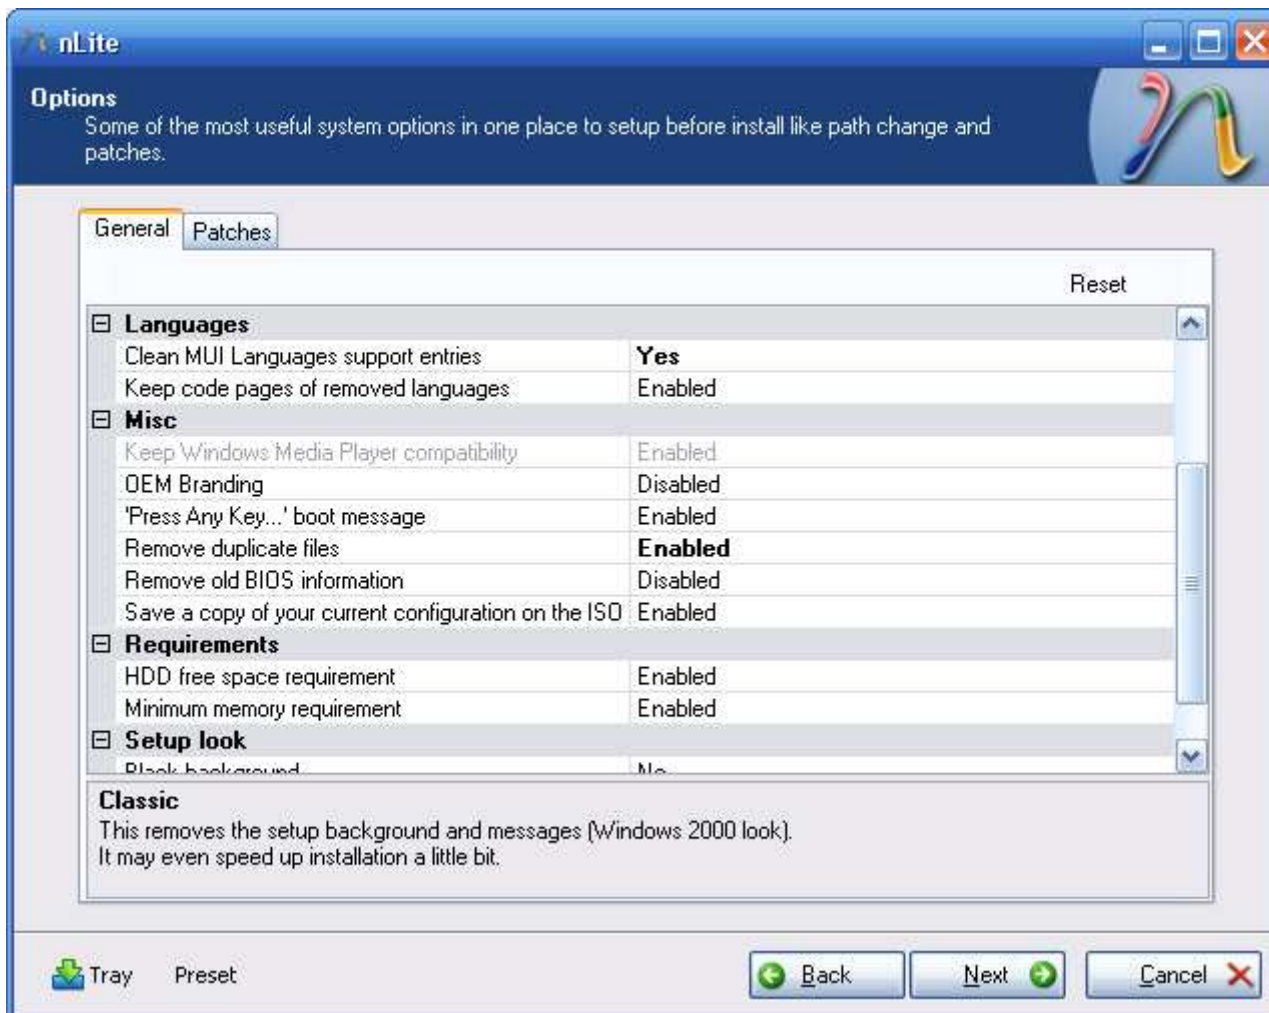 nLite
Options
Some of the most useful system options in one place to setup before install like path change and
patches.
General Patches
Reset
Languages
Clean MUI Languages support entries Yes
Keep code pages of removed languages Enabled
Misc
Keep Windows Media Player compatibility Enabled
OEM Branding Disabled
'Press Any Key...' boot message Enabled
Remove duplicate files Enabled
Remove old BIOS information Disabled
Save a copy of your current configuration on the ISO Enabled
Requirements
HDD free space requirement Enabled
Minimum memory requirement Enabled
Setup look
Black background No
Classic
This removes the setup background and messages (Windows 2000 look).
It may even speed up installation a little bit.
Tray Preset Back Next Cancel